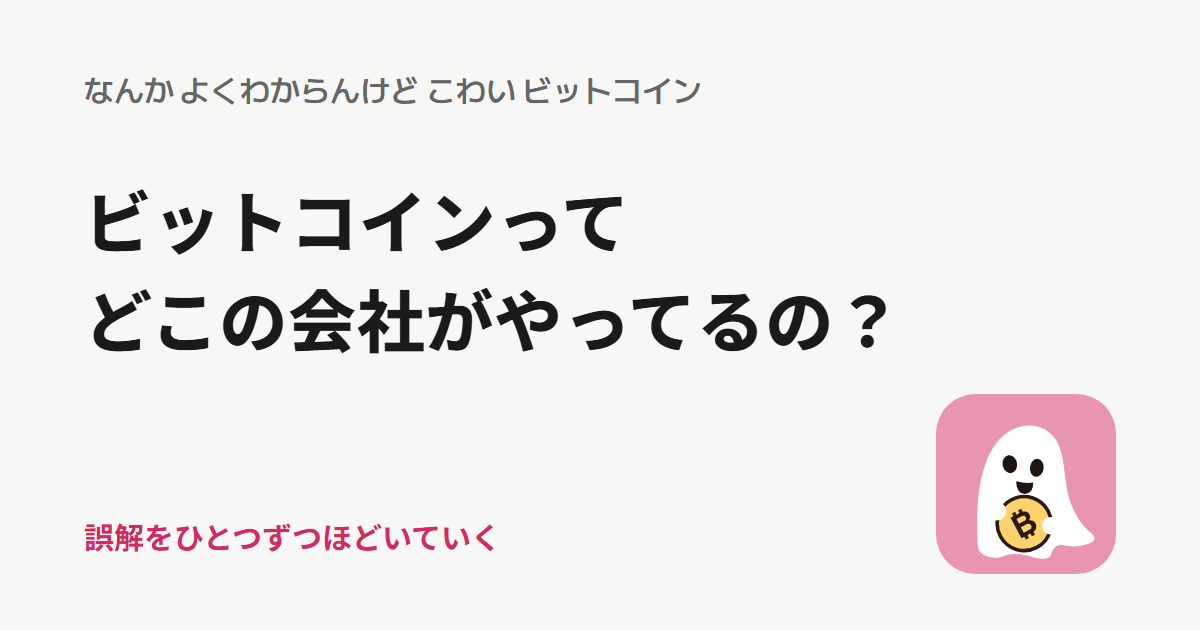 なんか よくわからんけど こわい ビットコイン
ビットコインって
どこの会社がやってるの？
誤解をひとつずつほどいていく
₿